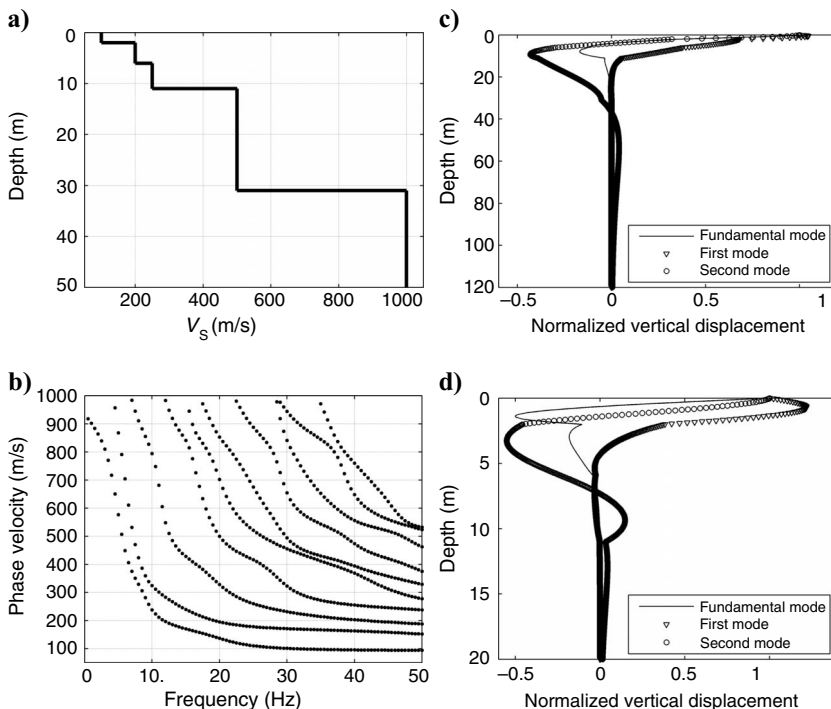 a)
0
10
20
30
40
50
Depth (m)
200 400 600 800 1000
VS (m/s)
b)
1000
900
800
700
600
500
400
300
200
100
Phase velocity (m/s)
0 10. 20 30 40 50
Frequency (Hz)
c)
0
20
40
60
80
100
120
Depth (m)
Fundamental mode
First mode
Second mode
−0.5 0 0.5 1
Normalized vertical displacement
d)
0
5
10
15
20
Depth (m)
Fundamental mode
First mode
Second mode
−0.5 0 0.5 1
Normalized vertical displacement